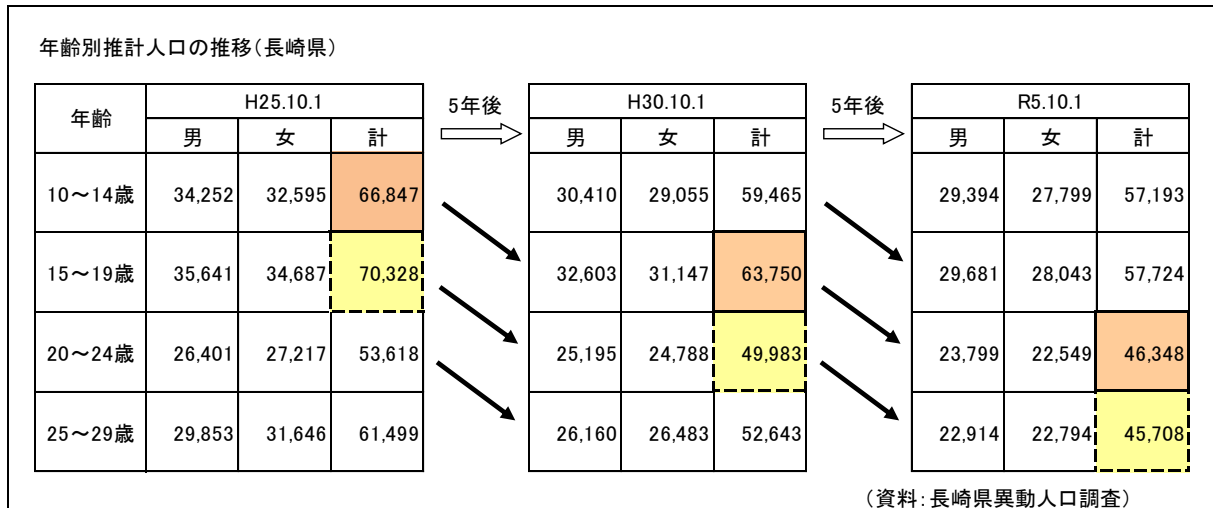 年齢別推計人口の推移(長崎県)
年齢 H25.10.1 5年後 H30.10.1 5年後 R5.10.1
男 女 計 男 女 計 男 女 計
10～14歳 34,252 32,595 66,847 30,410 29,055 59,465 29,394 27,799 57,193
15～19歳 35,641 34,687 70,328 32,603 31,147 63,750 29,681 28,043 57,724
20～24歳 26,401 27,217 53,618 25,195 24,788 49,983 23,799 22,549 46,348
25～29歳 29,853 31,646 61,499 26,160 26,483 52,643 22,914 22,794 45,708
(資料:長崎県異動人口調査)